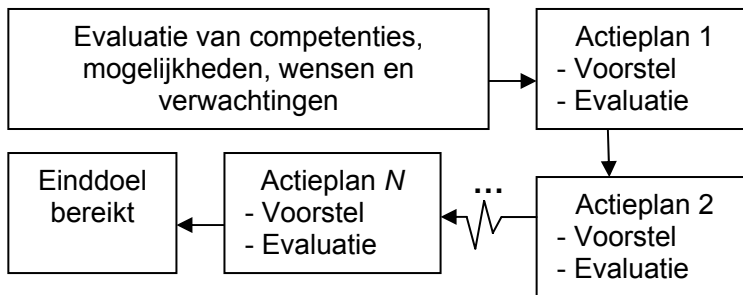 Evaluatie van competenties,
mogelijkheden, wensen en
verwachtingen
Actieplan 1
- Voorstel
- Evaluatie
Actieplan 2
- Voorstel
- Evaluatie
...
Actieplan N
- Voorstel
- Evaluatie
Einddoel
bereikt